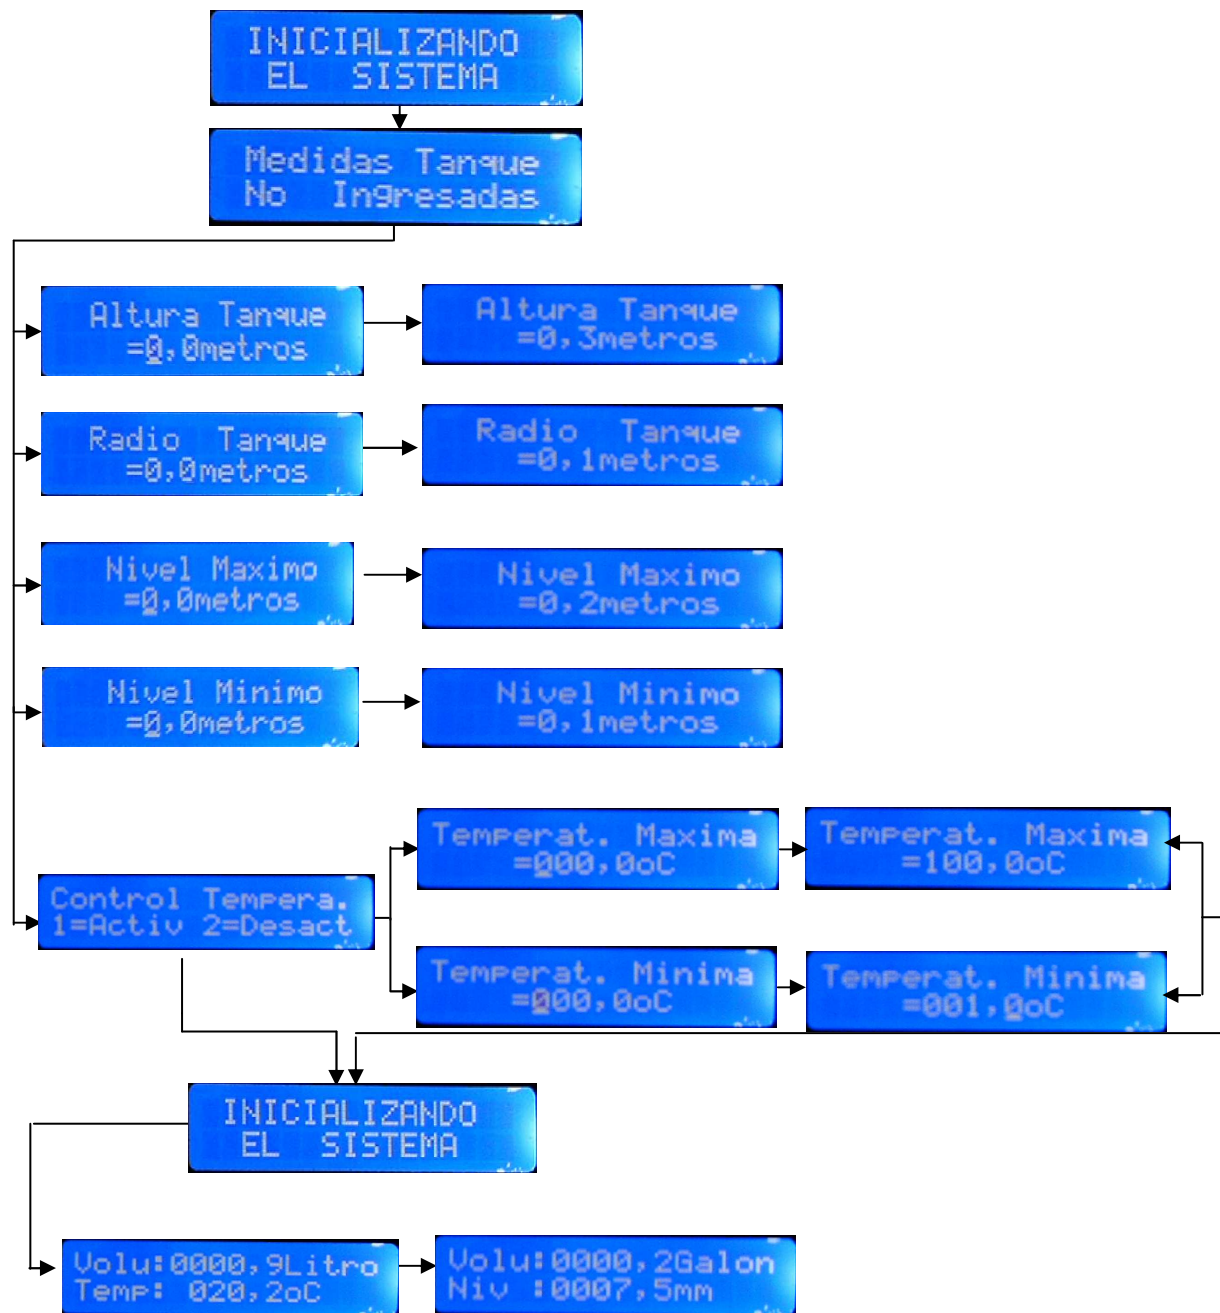 INICIALIZANDO
EL SISTEMA
Medidas Tanque
No Ingresadas
Altura Tanque
=0,0metros
Altura Tanque
=0,3metros
Radio Tanque
=0,0metros
Radio Tanque
=0,1metros
Nivel Maximo
=0,0metros
Nivel Maximo
=0,2metros
Nivel Minimo
=0,0metros
Nivel Minimo
=0,1metros
Control Tempera.
1=Activ 2=Desact
Temperat. Maxima
=000,0oC
Temperat. Maxima
=100,0oC
Temperat. Minima
=000,0oC
Temperat. Minima
=001,0oC
INICIALIZANDO
EL SISTEMA
Volu:0000,9Litro
Temp: 020,2oC
Volu:0000,2Galon
Niv :0007,5mm